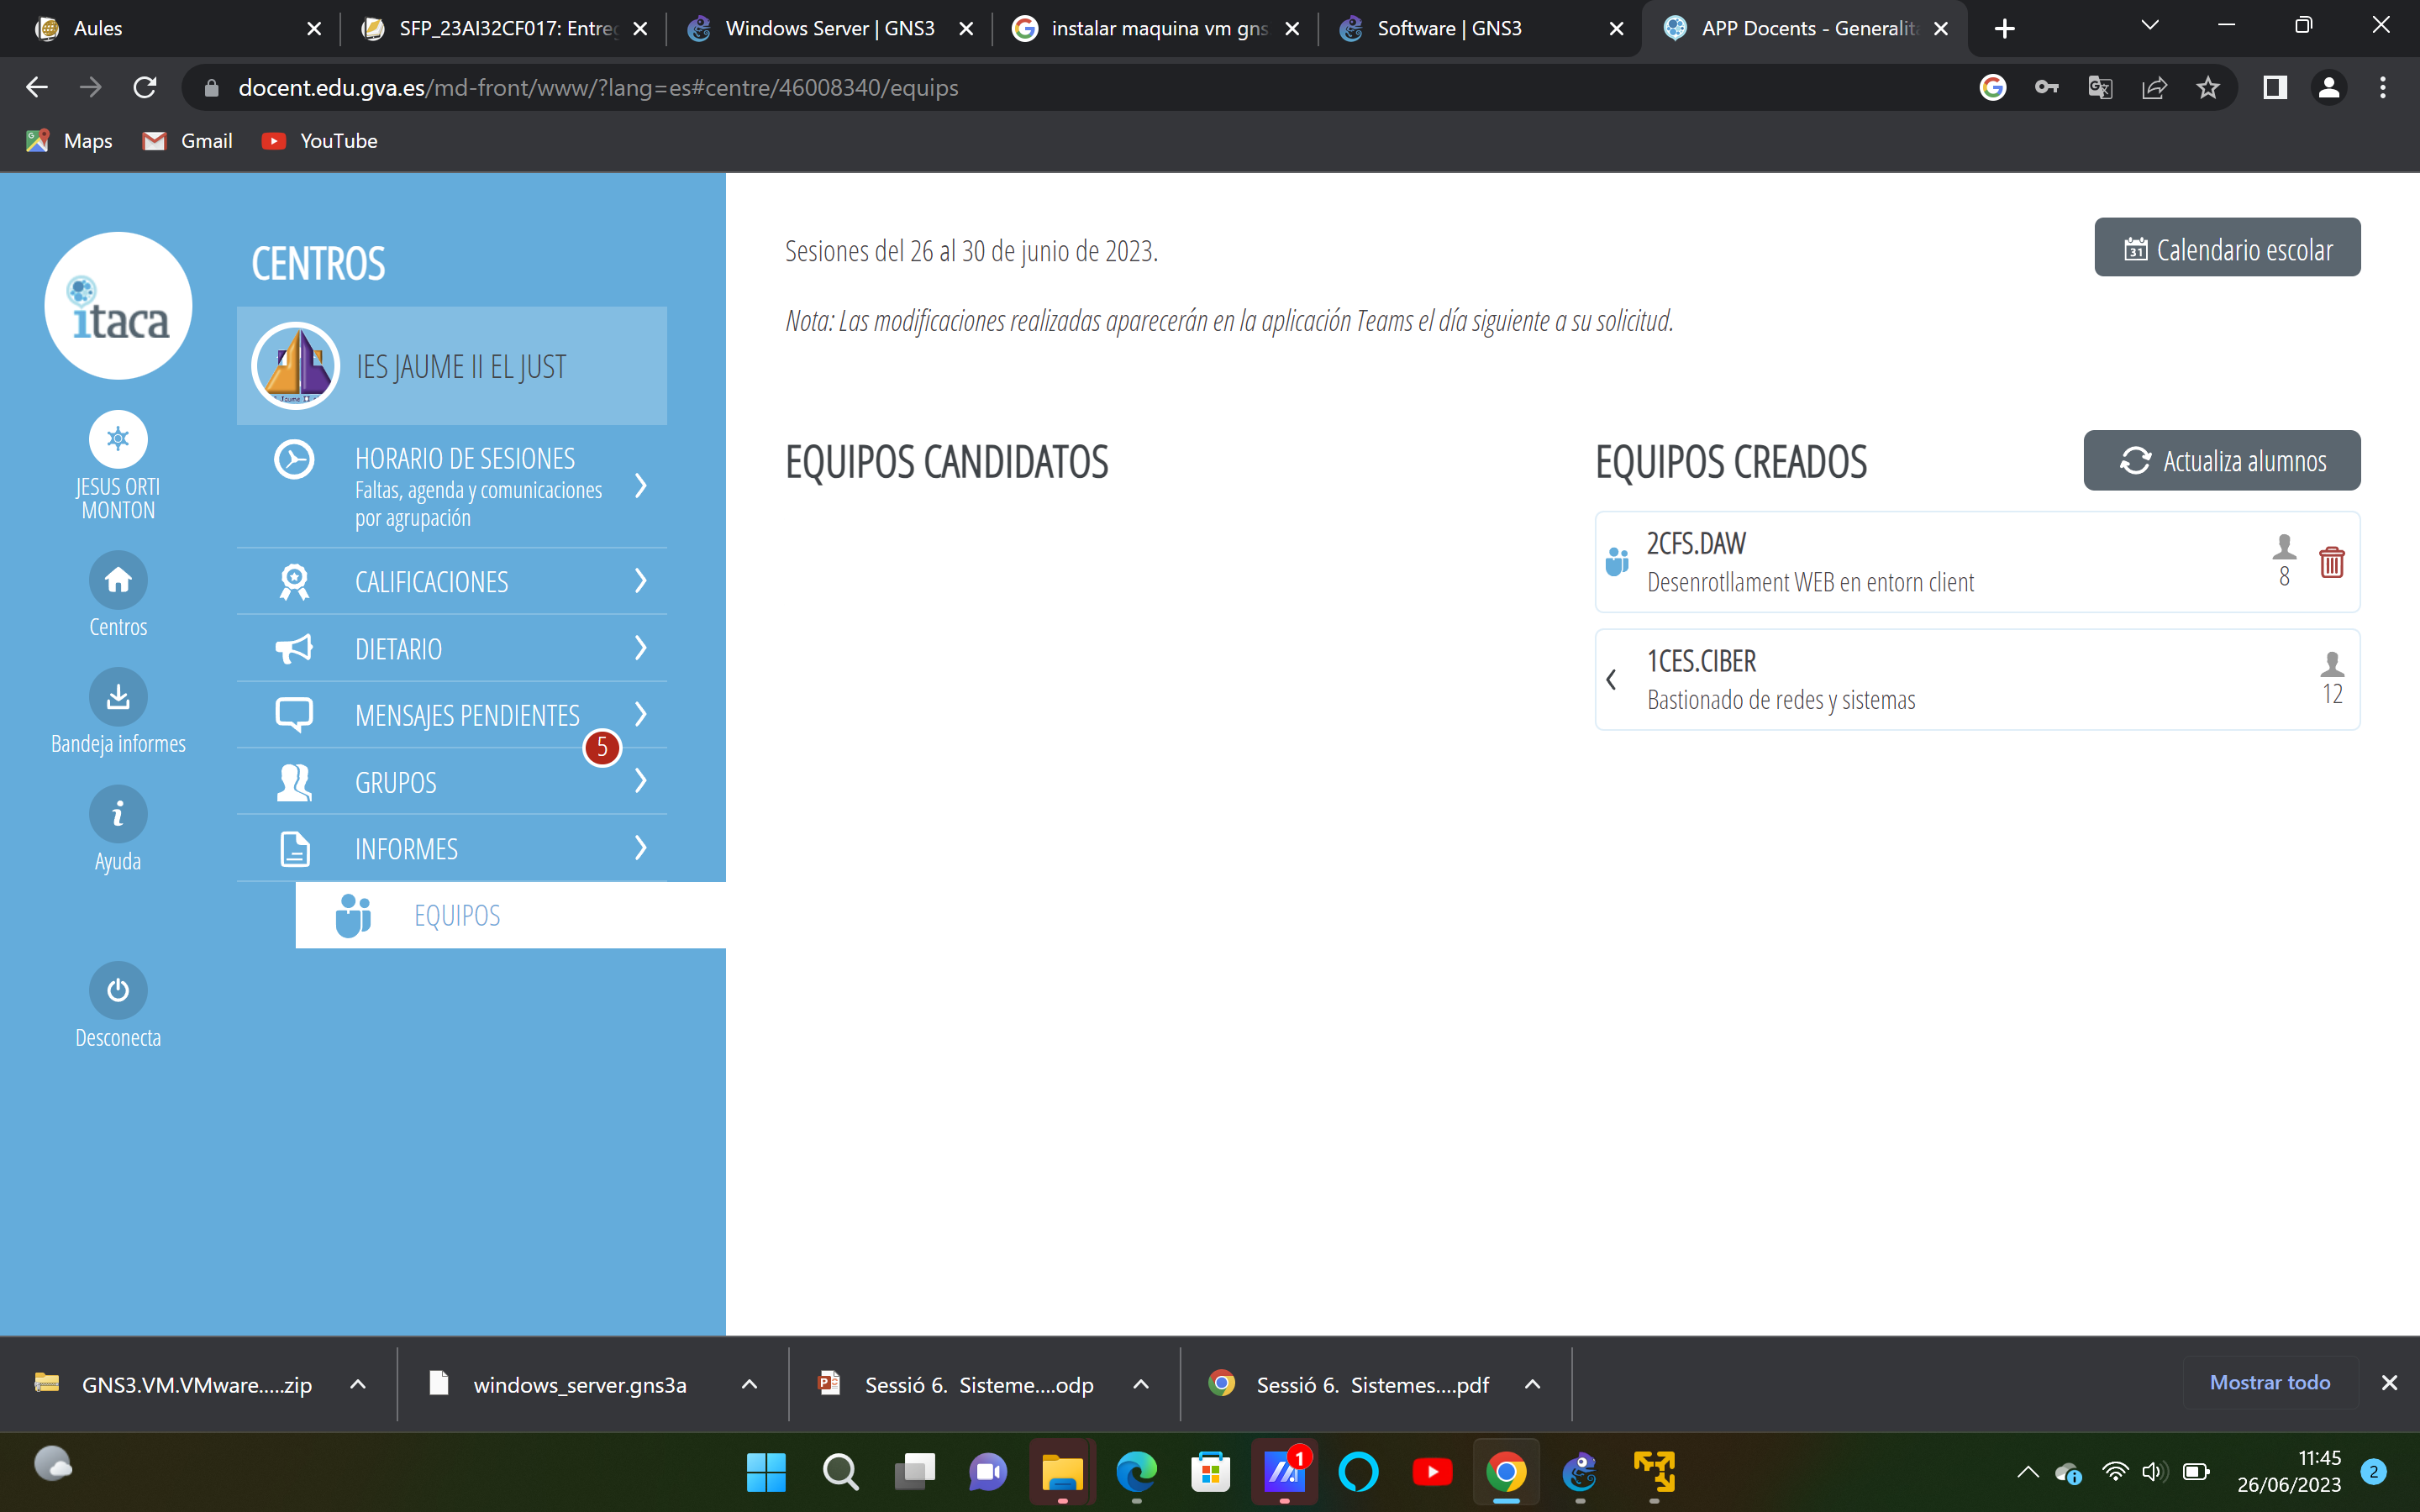 Aules
SFP_23AI32CF017: Entreg
Windows Server | GNS3
instalar maquina vm gns
Software | GNS3
APP Docents - Generalita
docent.edu.gva.es/md-front/www/?lang=es#centre/46008340/equips
Maps
Gmail
YouTube
itaca
JESUS ORTI
MONTON
Centros
Bandeja informes
Ayuda
Desconecta
CENTROS
IES JAUME II EL JUST
HORARIO DE SESIONES
Faltas, agenda y comunicaciones
por agrupación
CALIFICACIONES
DIETARIO
MENSAJES PENDIENTES
5
GRUPOS
INFORMES
EQUIPOS
Sesiones del 26 al 30 de junio de 2023.
31 Calendario escolar
Nota: Las modificaciones realizadas aparecerán en la aplicación Teams el día siguiente a su solicitud.
EQUIPOS CANDIDATOS
EQUIPOS CREADOS
Actualiza alumnos
2CFS.DAW
Desenrotllament WEB en entorn client
8
1CES.CIBER
Bastionado de redes y sistemas
12
GNS3.VM.VMware.....zip
windows_server.gns3a
Sessió 6. Sisteme....odp
Sessió 6. Sistemes....pdf
Mostrar todo
1
11:45
26/06/2023
2